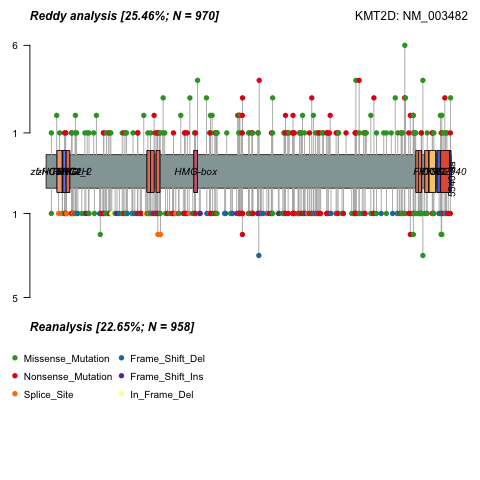 Reddy analysis [25.46%; N = 970]
KMT2D: NM_003482
6
1
HMG-box
1
5
Reanalysis [22.65%; N = 958]
Missense_Mutation
Frame_Shift_Del
Nonsense_Mutation
Frame_Shift_Ins
Splice_Site
In_Frame_Del